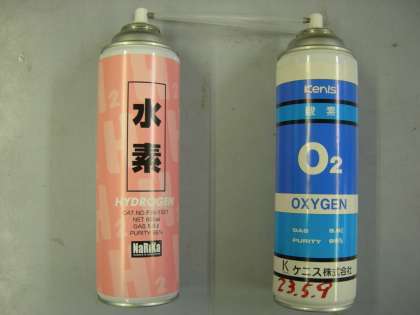 水素
HYDROGEN
GAS
PURITY
NaRiKa
Kenis
酸素
O2
OXYGEN
GAS
PURITY
K ケニス株式会社
23.5.9